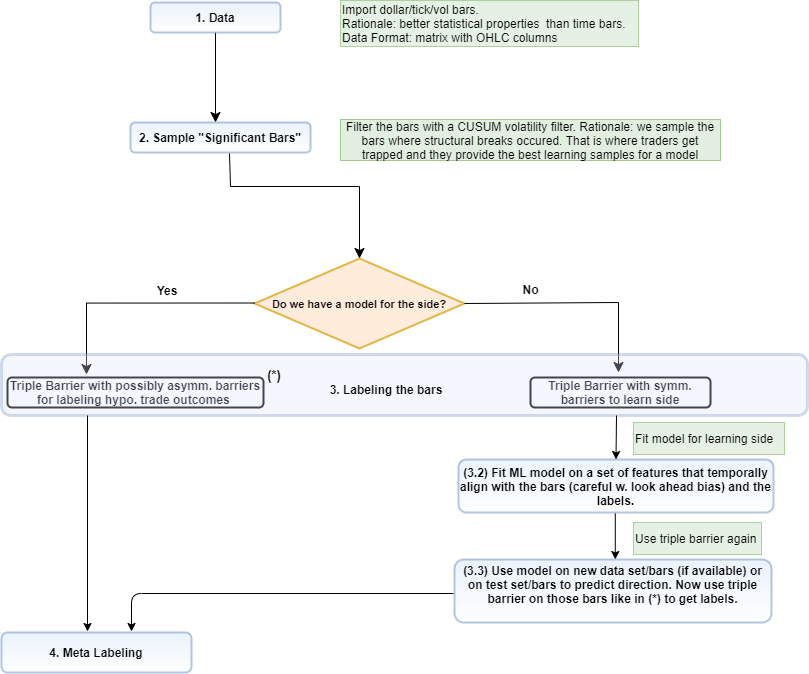 1. Data
Import dollar/tick/vol bars.
Rationale: better statistical properties than time bars.
Data Format: matrix with OHLC columns
2. Sample "Significant Bars"
Filter the bars with a CUSUM volatility filter. Rationale: we sample the
bars where structural breaks occured. That is where traders get
trapped and they provide the best learning samples for a model
Do we have a model for the side?
Yes
No
Triple Barrier with possibly asymm. barriers
for labeling hypo. trade outcomes
(*)
3. Labeling the bars
Triple Barrier with symm.
barriers to learn side
Fit model for learning side
(3.2) Fit ML model on a set of features that temporally
align with the bars (careful w. look ahead bias) and the
labels.
Use triple barrier again
(3.3) Use model on new data set/bars (if available) or
on test set/bars to predict direction. Now use triple
barrier on those bars like in (*) to get labels.
4. Meta Labeling